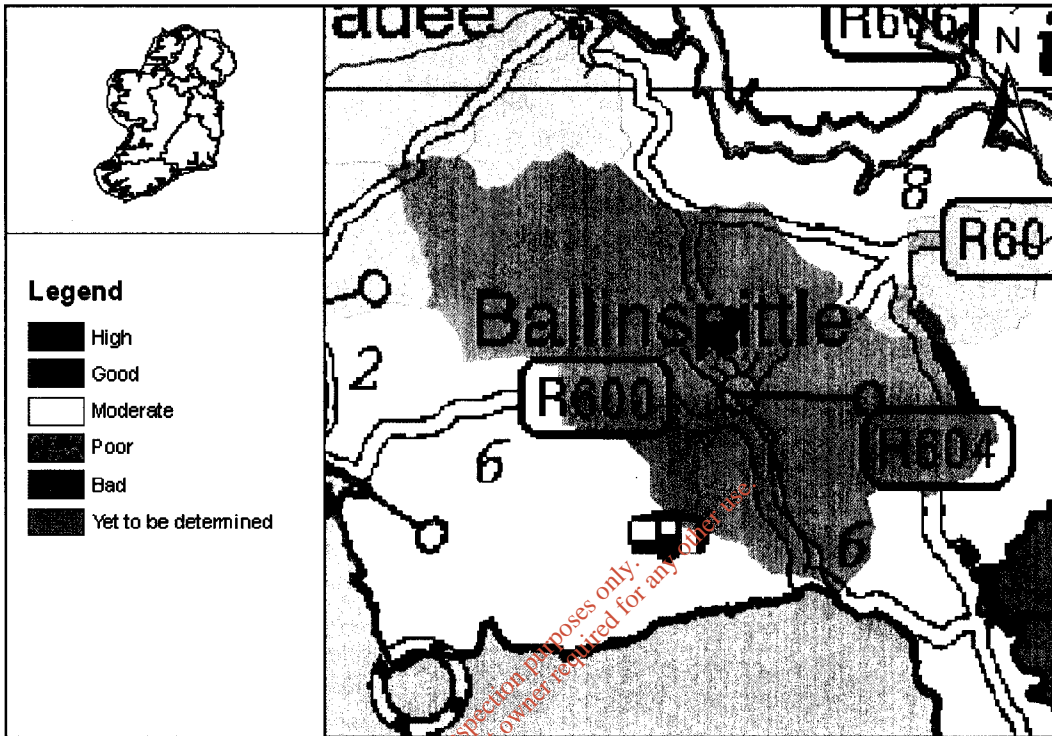 Legend
High
Good
Moderate
Poor
Bad
Yet to be determined
adee
R606
N
8
R60
Ballinspittle
2
R600
R604
6
6
purposes only.
owner required for any other use.